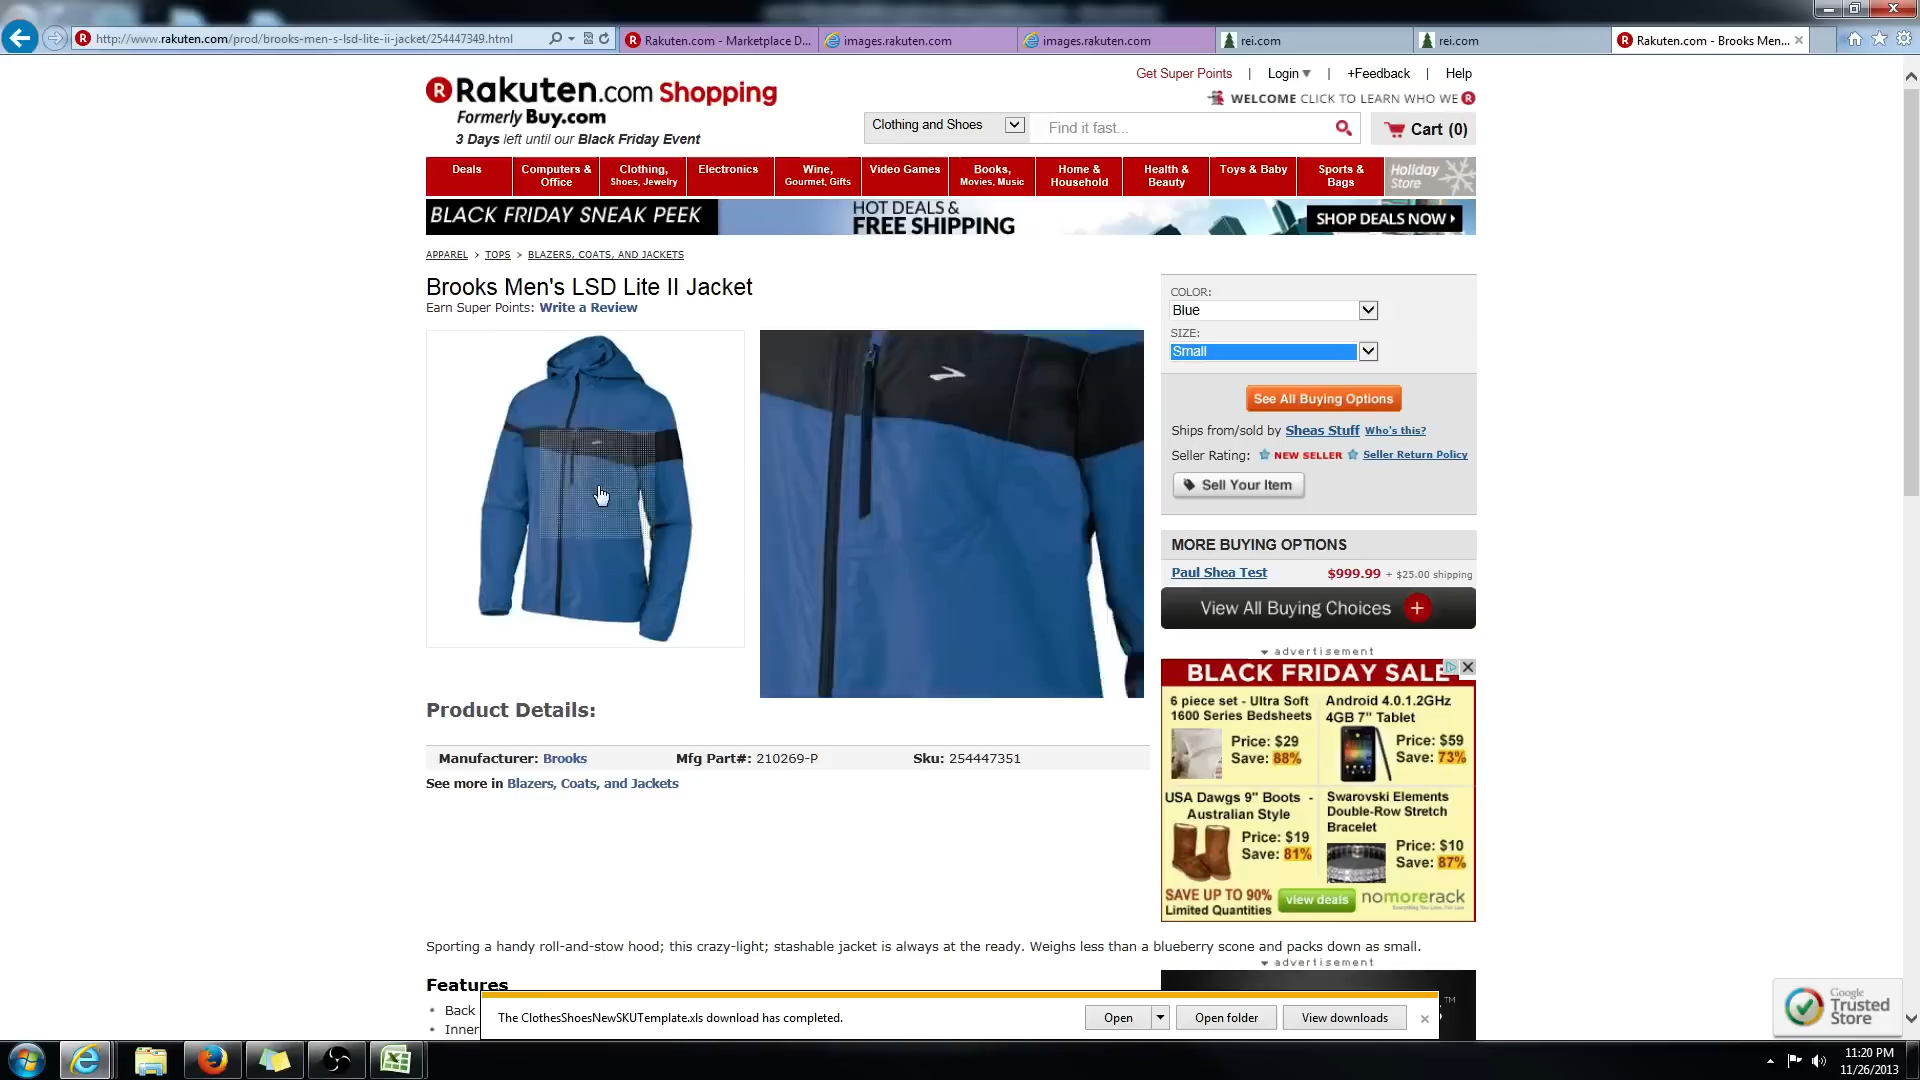 http://www.rakuten.com/prod/brooks-men-s-lsd-lite-ii-jacket/254447349.html
Rakuten.com - Marketplace D...
images.rakuten.com
images.rakuten.com
rei.com
rei.com
Rakuten.com - Brooks Men...
Get Super Points | Login | +Feedback | Help
Rakuten.com Shopping
Formerly Buy.com
3 Days left until our Black Friday Event
WELCOME CLICK TO LEARN WHO WE R
Clothing and Shoes
Find it fast...
Cart (0)
Deals
Computers & Office
Clothing, Shoes, Jewelry
Electronics
Wine, Gourmet, Gifts
Video Games
Books, Movies, Music
Home & Household
Health & Beauty
Toys & Baby
Sports & Bags
Holiday Store
BLACK FRIDAY SNEAK PEEK
HOT DEALS &
FREE SHIPPING
SHOP DEALS NOW
APPAREL > TOPS > BLAZERS, COATS, AND JACKETS
Brooks Men's LSD Lite II Jacket
Earn Super Points: Write a Review
COLOR:
Blue
SIZE:
Small
See All Buying Options
Ships from/sold by Sheas Stuff Who's this?
Seller Rating: NEW SELLER Seller Return Policy
Sell Your Item
MORE BUYING OPTIONS
Paul Shea Test $999.99 + $25.00 shipping
View All Buying Choices +
advertisement
BLACK FRIDAY SALE
6 piece set - Ultra Soft
1600 Series Bedsheets
Price: $29
Save: 88%
Android 4.0.1.2GHz
4GB 7" Tablet
Price: $59
Save: 73%
USA Dawgs 9" Boots -
Australian Style
Price: $19
Save: 81%
Swarovski Elements
Double-Row Stretch
Bracelet
Price: $10
Save: 87%
SAVE UP TO 90%
Limited Quantities
view deals
nomorerack
Product Details:
Manufacturer: Brooks Mfg Part#: 210269-P Sku: 254447351
See more in Blazers, Coats, and Jackets
Sporting a handy roll-and-stow hood; this crazy-light; stashable jacket is always at the ready. Weighs less than a blueberry scone and packs down as small.
advertisement
Features
Back
Inner
TM
The ClothesShoesNewSKUTemplate.xls download has completed.
Open
Open folder
View downloads
Google
Trusted
Store
11:20 PM
11/26/2013